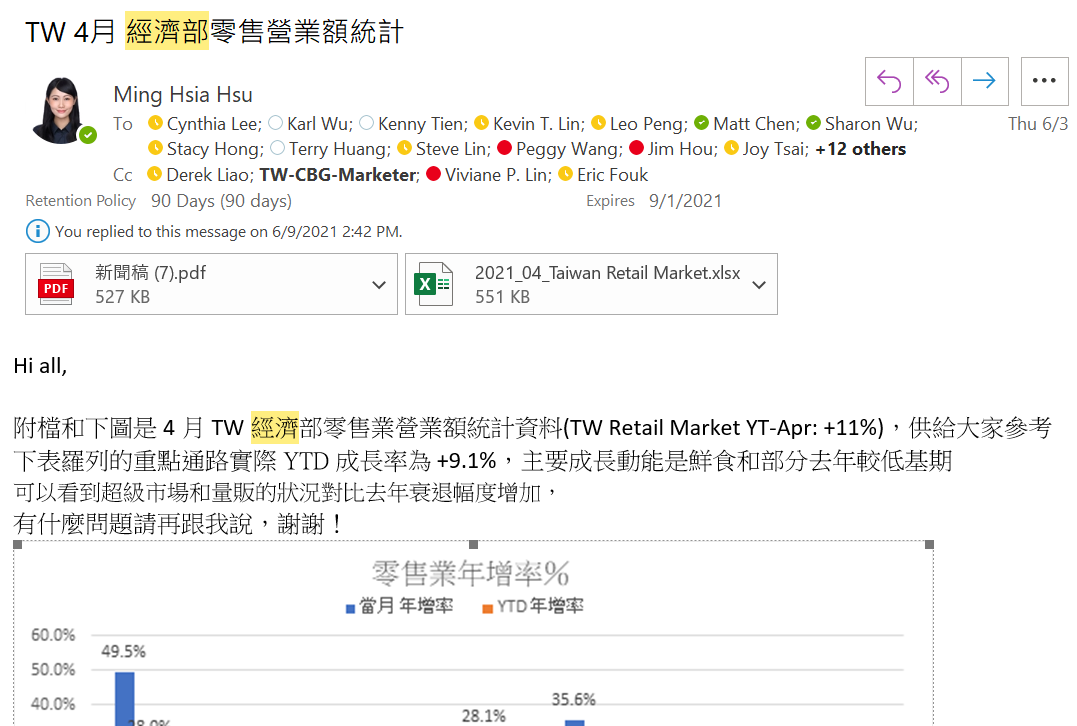 TW 4月 經濟部零售營業額統計
Ming Hsia Hsu
To Cynthia Lee; Karl Wu; Kenny Tien; Kevin T. Lin; Leo Peng; Matt Chen; Sharon Wu;
Thu 6/3
Stacy Hong; Terry Huang; Steve Lin; Peggy Wang; Jim Hou; Joy Tsai; +12 others
Cc Derek Liao; TW-CBG-Marketer; Viviane P. Lin; Eric Fouk
Retention Policy 90 Days (90 days) Expires 9/1/2021
You replied to this message on 6/9/2021 2:42 PM.
PDF
新聞稿 (7).pdf
527 KB
X
2021_04_Taiwan Retail Market.xlsx
551 KB
Hi all,
附檔和下圖是 4 月 TW 經濟部零售業營業額統計資料(TW Retail Market YT-Apr: +11%)，供給大家參考
下表羅列的重點通路實際 YTD 成長率為 +9.1%，主要成長動能是鮮食和部分去年較低基期
可以看到超級市場和量販的狀況對比去年衰退幅度增加，
有什麼問題請再跟我說，謝謝！
零售業年增率%
當月 年增率 YTD 年增率
60.0%
49.5%
50.0%
40.0%
35.6%
28.1%